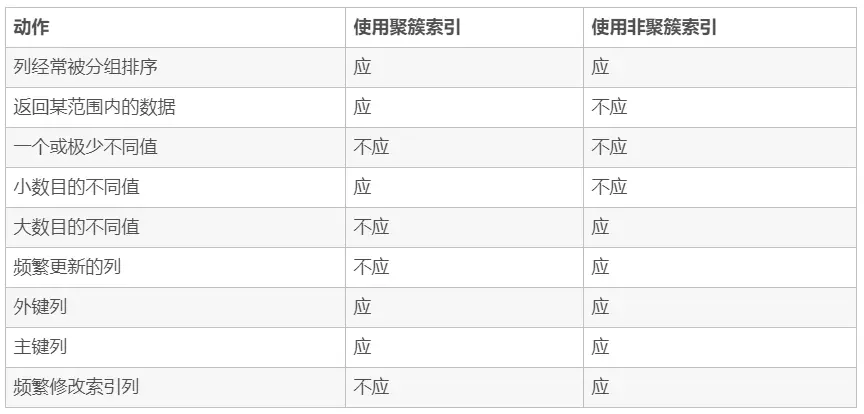 动作 使用聚簇索引 使用非聚簇索引
列经常被分组排序 应 应
返回某范围内的数据 应 不应
一个或极少不同值 不应 不应
小数目的不同值 应 不应
大数目的不同值 不应 应
频繁更新的列 不应 应
外键列 应 应
主键列 应 应
频繁修改索引列 不应 应